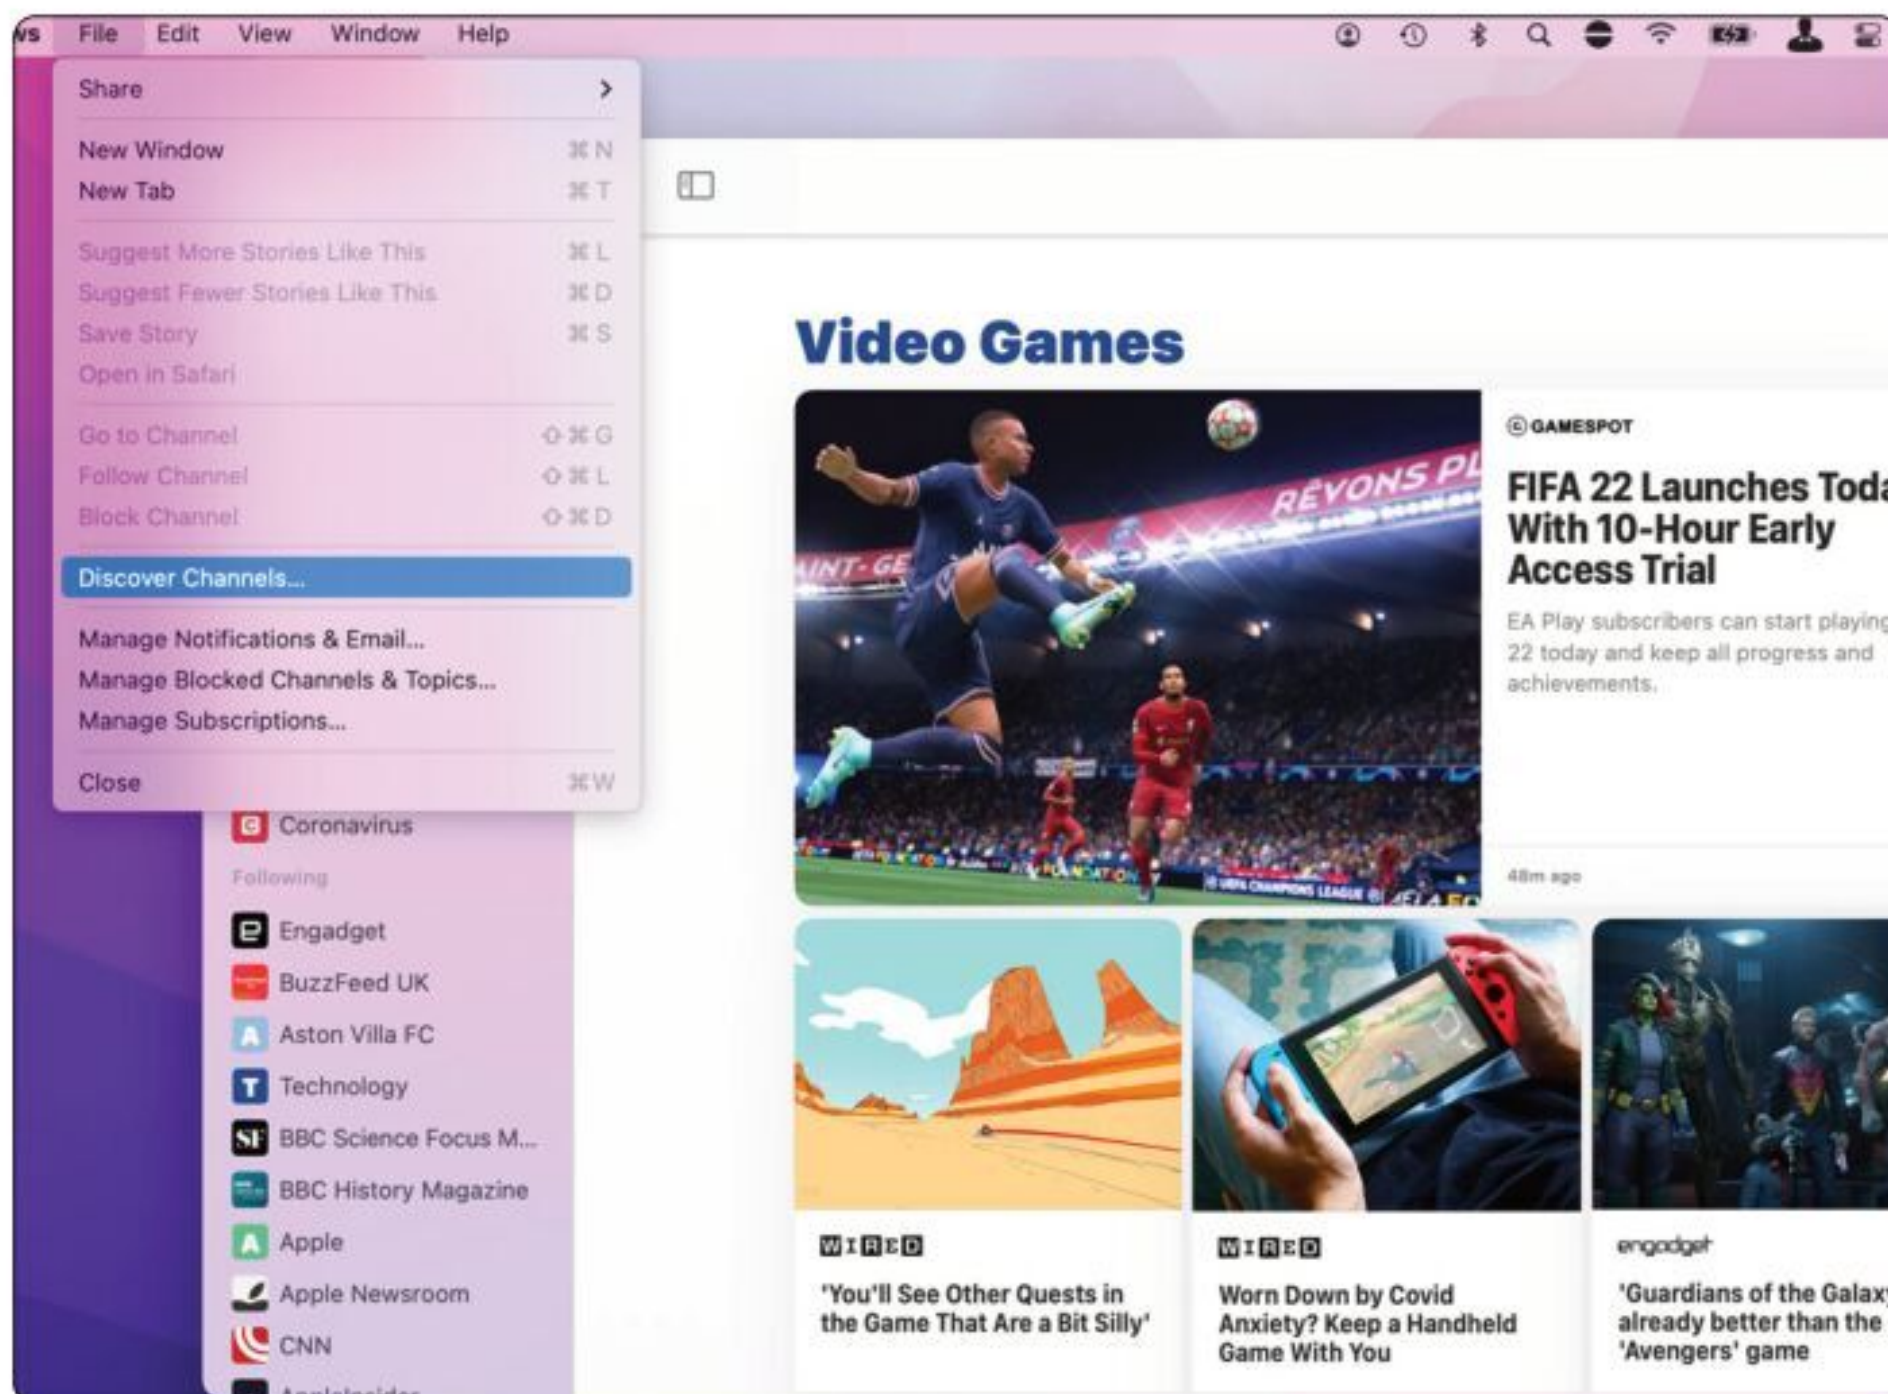 File Edit View Window Help
Share
New Window ⌘ N
New Tab ⌘ T
Suggest More Stories Like This ⌘ L
Suggest Fewer Stories Like This ⌘ D
Save Story ⌘ S
Open in Safari
Go to Channel ⇧ ⌘ G
Follow Channel ⇧ ⌘ L
Block Channel ⇧ ⌘ D
Discover Channels...
Manage Notifications & Email...
Manage Blocked Channels & Topics...
Manage Subscriptions...
Close ⌘ W
Coronavirus
Following
Engadget
BuzzFeed UK
Aston Villa FC
Technology
BBC Science Focus M...
BBC History Magazine
Apple
Apple Newsroom
CNN
Video Games
RÊVONS
GAMESPOT
FIFA 22 Launches
With 10-Hour Early
Access Trial
EA Play subscribers can start playing
22 today and keep all progress and
achievements.
48m ago
UEFA CHAMPIONS LEAGUE
WIRED
'You'll See Other Quests in
the Game That Are a Bit Silly'
WIRED
Worn Down by Covid
Anxiety? Keep a Handheld
Game With You
engadget
'Guardians of the Galaxy
already better than the
'Avengers' game